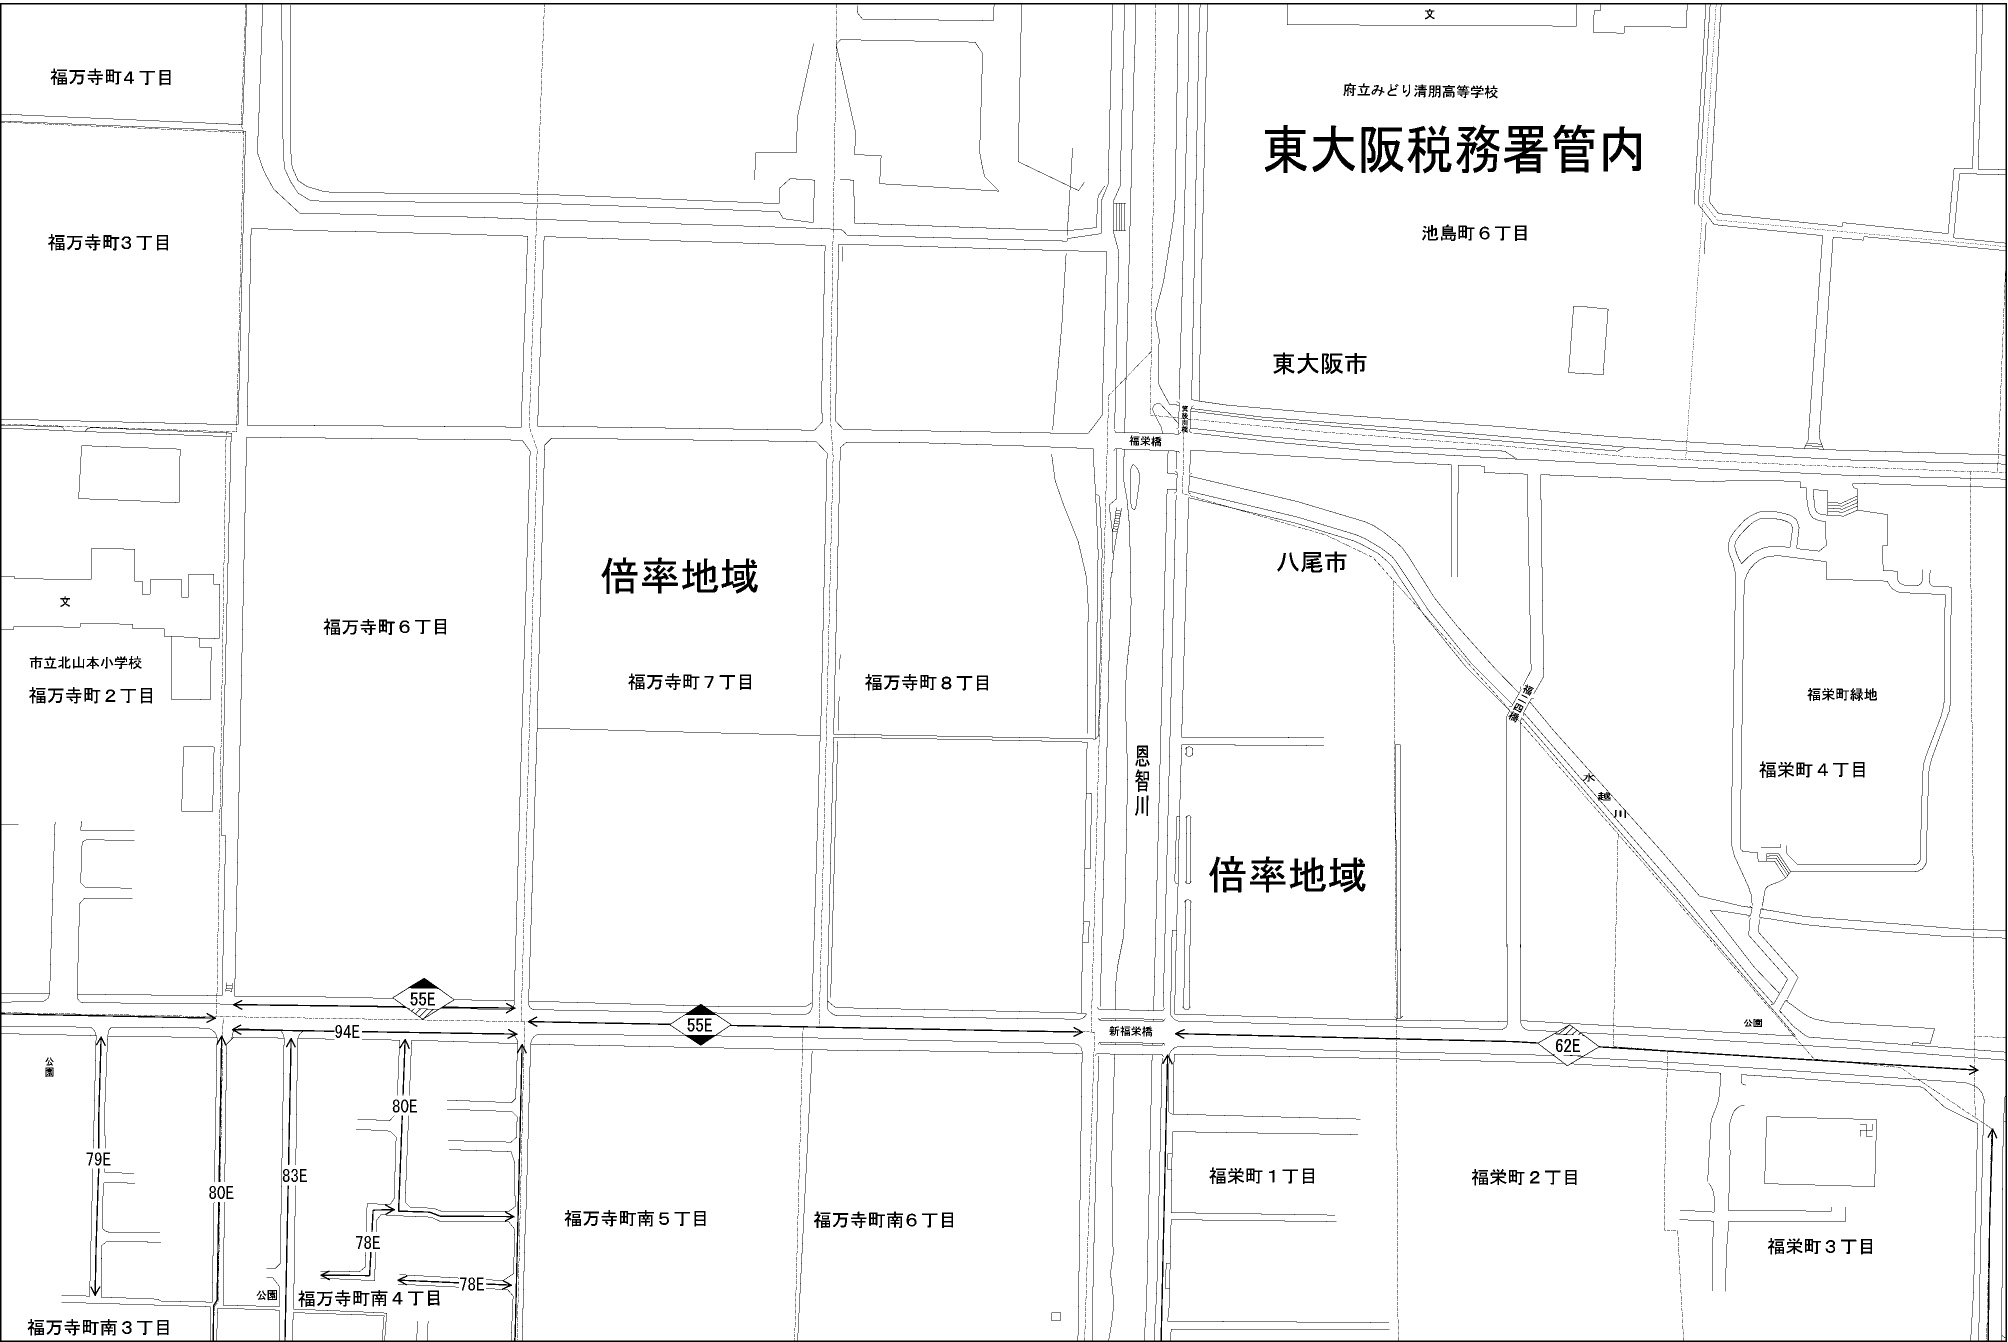 文
福万寺町４丁目
府立みどり清朋高等学校
東大阪税務署管内
福万寺町３丁目
池島町６丁目
東大阪市
福栄橋
八尾市
倍率地域
文
福万寺町６丁目
市立北山本小学校
福万寺町２丁目
福万寺町７丁目
福万寺町８丁目
福二四橋
福栄町緑地
恩智川
福栄町４丁目
水越川
倍率地域
55E
55E
94E
新福栄橋
公園
62E
公園
80E
79E
80E
83E
卍
福栄町１丁目
福栄町２丁目
福万寺町南５丁目
福万寺町南６丁目
78E
福栄町３丁目
78E
公園
福万寺町南４丁目
福万寺町南３丁目